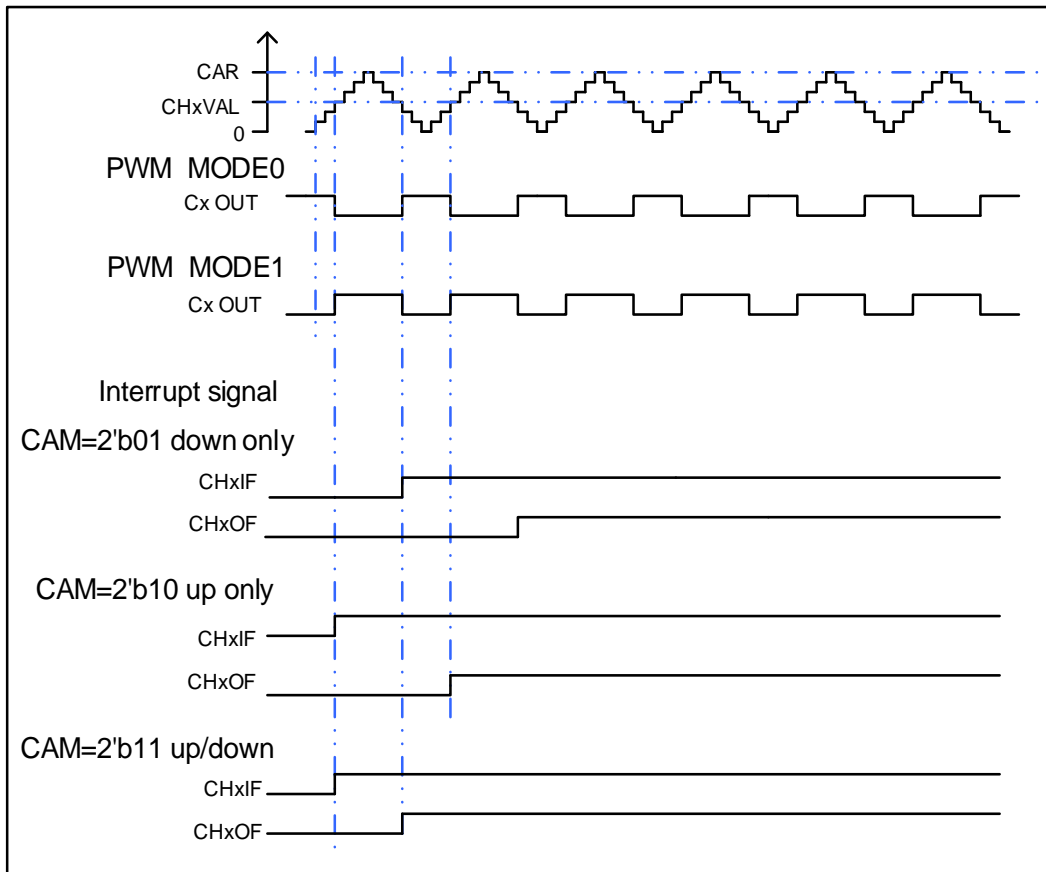 CAR
CHxVAL
0
PWM MODE0
Cx OUT
PWM MODE1
Cx OUT
Interrupt signal
CAM=2'b01 down only
CHxIF
CHxOF
CAM=2'b10 up only
CHxIF
CHxOF
CAM=2'b11 up/down
CHxIF
CHxOF